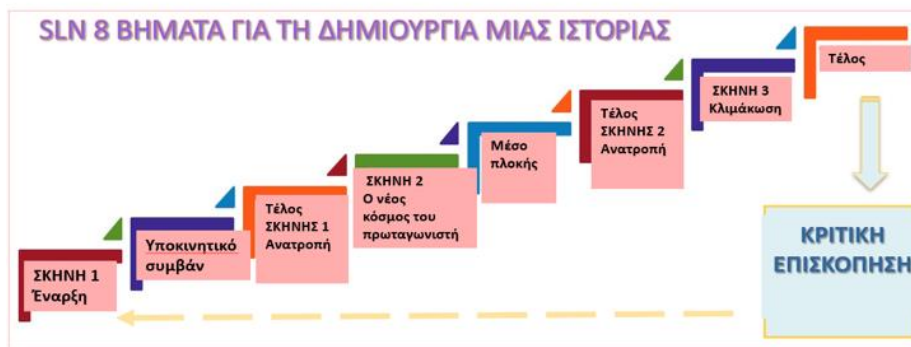 SLN 8 ΒΗΜΑΤΑ ΓΙΑ ΤΗ ΔΗΜΙΟΥΡΓΙΑ ΜΙΑΣ ΙΣΤΟΡΙΑΣ
ΣΚΗΝΗ 1
Έναρξη
Υποκινητικό
συμβάν
Τέλος
ΣΚΗΝΗΣ 1
Ανατροπή
ΣΚΗΝΗ 2
Ο νέος
κόσμος του
πρωταγωνιστή
Μέσο
πλοκής
Τέλος
ΣΚΗΝΗΣ 2
Ανατροπή
ΣΚΗΝΗ 3
Κλιμάκωση
Τέλος
ΚΡΙΤΙΚΗ
ΕΠΙΣΚΟΠΗΣΗ